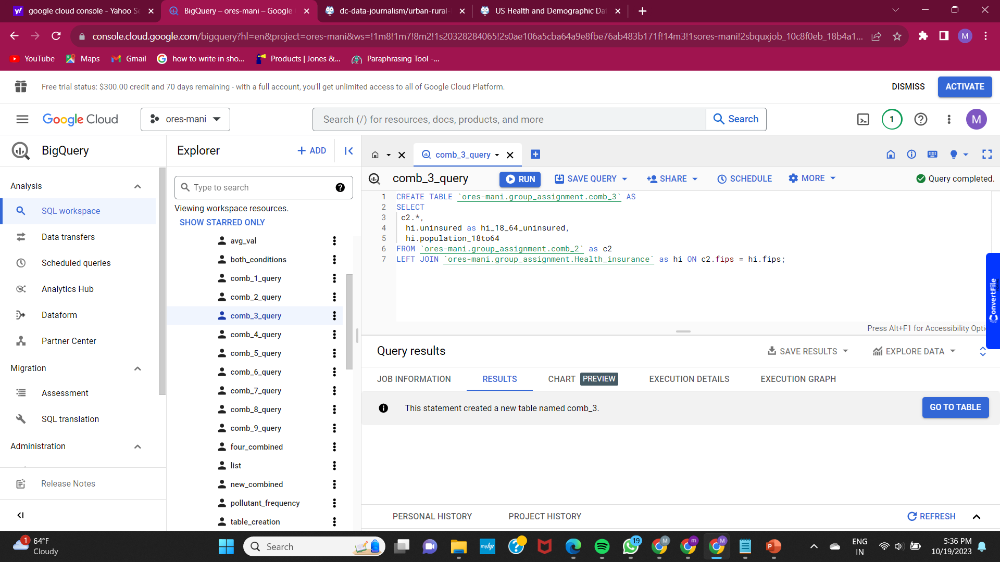 google cloud console - Yahoo Se
BigQuery – ores-mani – Google
dc-data-journalism/urban-rural-
US Health and Demographic Dat
console.cloud.google.com/bigquery?hl=en&project=ores-mani&ws=!1m8!1m7!8m2!1s20328284065!2s0ae106a5cba64a9e8fbe76ab483b171f!14m3!1sores-mani!2sbquxjob_10c8f0eb_18b4a1...
M
YouTube
Maps
Gmail
how to write in sho...
Products | Jones &...
Paraphrasing Tool -...
Free trial status: $300.00 credit and 70 days remaining - with a full account, you'll get unlimited access to all of Google Cloud Platform.
DISMISS
ACTIVATE
Google Cloud
ores-mani
Search (/) for resources, docs, products, and more
Search
1
M
BigQuery
Analysis
SQL workspace
Data transfers
Scheduled queries
Analytics Hub
Dataform
Partner Center
Migration
Assessment
SQL translation
Administration
Release Notes
Explorer
+ ADD
Type to search
Viewing workspace resources.
SHOW STARRED ONLY
avg_val
both_conditions
comb_1_query
comb_2_query
comb_3_query
comb_4_query
comb_5_query
comb_6_query
comb_7_query
comb_8_query
comb_9_query
four_combined
list
new_combined
pollutant_frequency
table_creation
comb_3_query
comb_3_query
RUN
SAVE QUERY
SHARE
SCHEDULE
MORE
Query completed.
1 CREATE TABLE `ores-mani.group_assignment.comb_3` AS
2 SELECT
3 c2.*,
4 hi.uninsured as hi_18_64_uninsured,
5 hi.population_18to64
6 FROM `ores-mani.group_assignment.comb_2` as c2
7 LEFT JOIN `ores-mani.group_assignment.Health_insurance` as hi ON c2.fips = hi.fips;
ConvertFile
Press Alt+F1 for Accessibility Opti
Query results
SAVE RESULTS
EXPLORE DATA
JOB INFORMATION
RESULTS
CHART PREVIEW
EXECUTION DETAILS
EXECUTION GRAPH
This statement created a new table named comb_3.
GO TO TABLE
PERSONAL HISTORY
PROJECT HISTORY
REFRESH
1
64°F
Cloudy
Search
myhp
19
M
m
M
P
ENG
IN
5:36 PM
10/19/2023